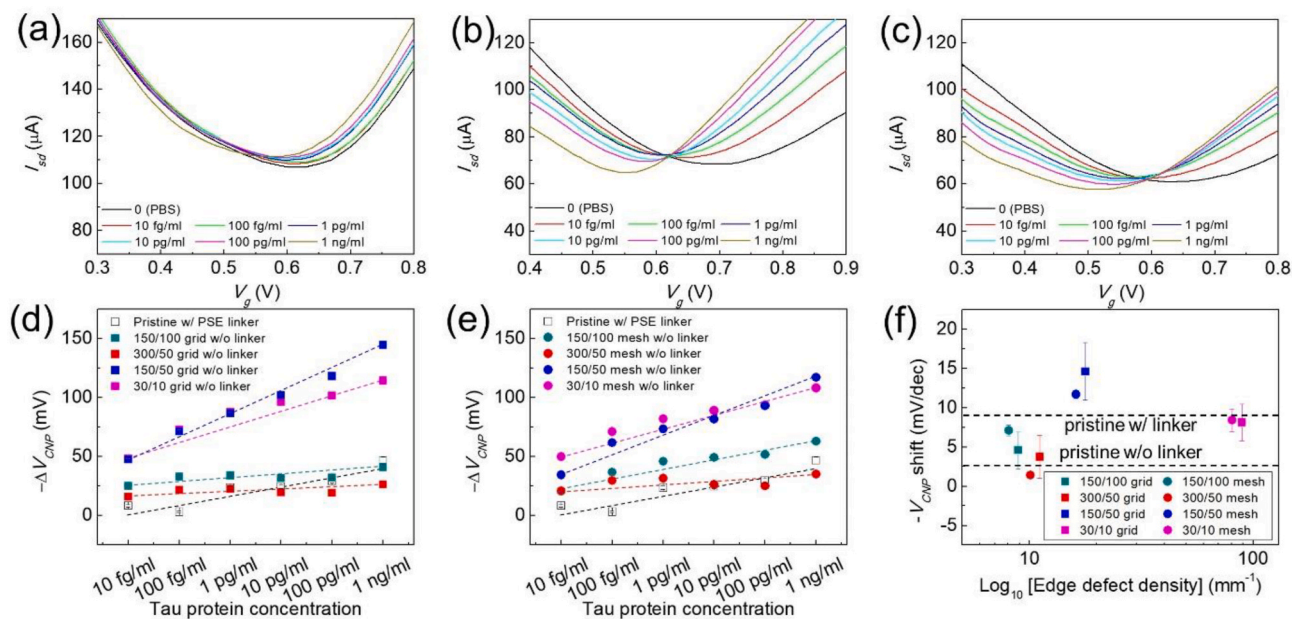 (a)
I_sd (μA)
160
140
120
100
80
0 (PBS)
10 fg/ml 100 fg/ml 1 pg/ml
10 pg/ml 100 pg/ml 1 ng/ml
0.3 0.4 0.5 0.6 0.7 0.8
V_g (V)
(b)
I_sd (μA)
120
100
80
60
40
0 (PBS)
10 fg/ml 100 fg/ml 1 pg/ml
10 pg/ml 100 pg/ml 1 ng/ml
0.4 0.5 0.6 0.7 0.8 0.9
V_g (V)
(c)
I_sd (μA)
120
100
80
60
40
0 (PBS)
10 fg/ml 100 fg/ml 1 pg/ml
10 pg/ml 100 pg/ml 1 ng/ml
0.3 0.4 0.5 0.6 0.7 0.8
V_g (V)
(d)
−ΔV_CNP (mV)
150
100
50
0
Pristine w/ PSE linker
150/100 grid w/o linker
300/50 grid w/o linker
150/50 grid w/o linker
30/10 grid w/o linker
10 fg/ml 100 fg/ml 1 pg/ml 10 pg/ml 100 pg/ml 1 ng/ml
Tau protein concentration
(e)
−ΔV_CNP (mV)
150
100
50
0
Pristine w/ PSE linker
150/100 mesh w/o linker
300/50 mesh w/o linker
150/50 mesh w/o linker
30/10 mesh w/o linker
10 fg/ml 100 fg/ml 1 pg/ml 10 pg/ml 100 pg/ml 1 ng/ml
Tau protein concentration
(f)
- V_CNP shift (mV/dec)
20
15
10
5
0
-5
pristine w/ linker
pristine w/o linker
150/100 grid 150/100 mesh
300/50 grid 300/50 mesh
150/50 grid 150/50 mesh
30/10 grid 30/10 mesh
10 100
Log₁₀ [Edge defect density] (mm⁻¹)